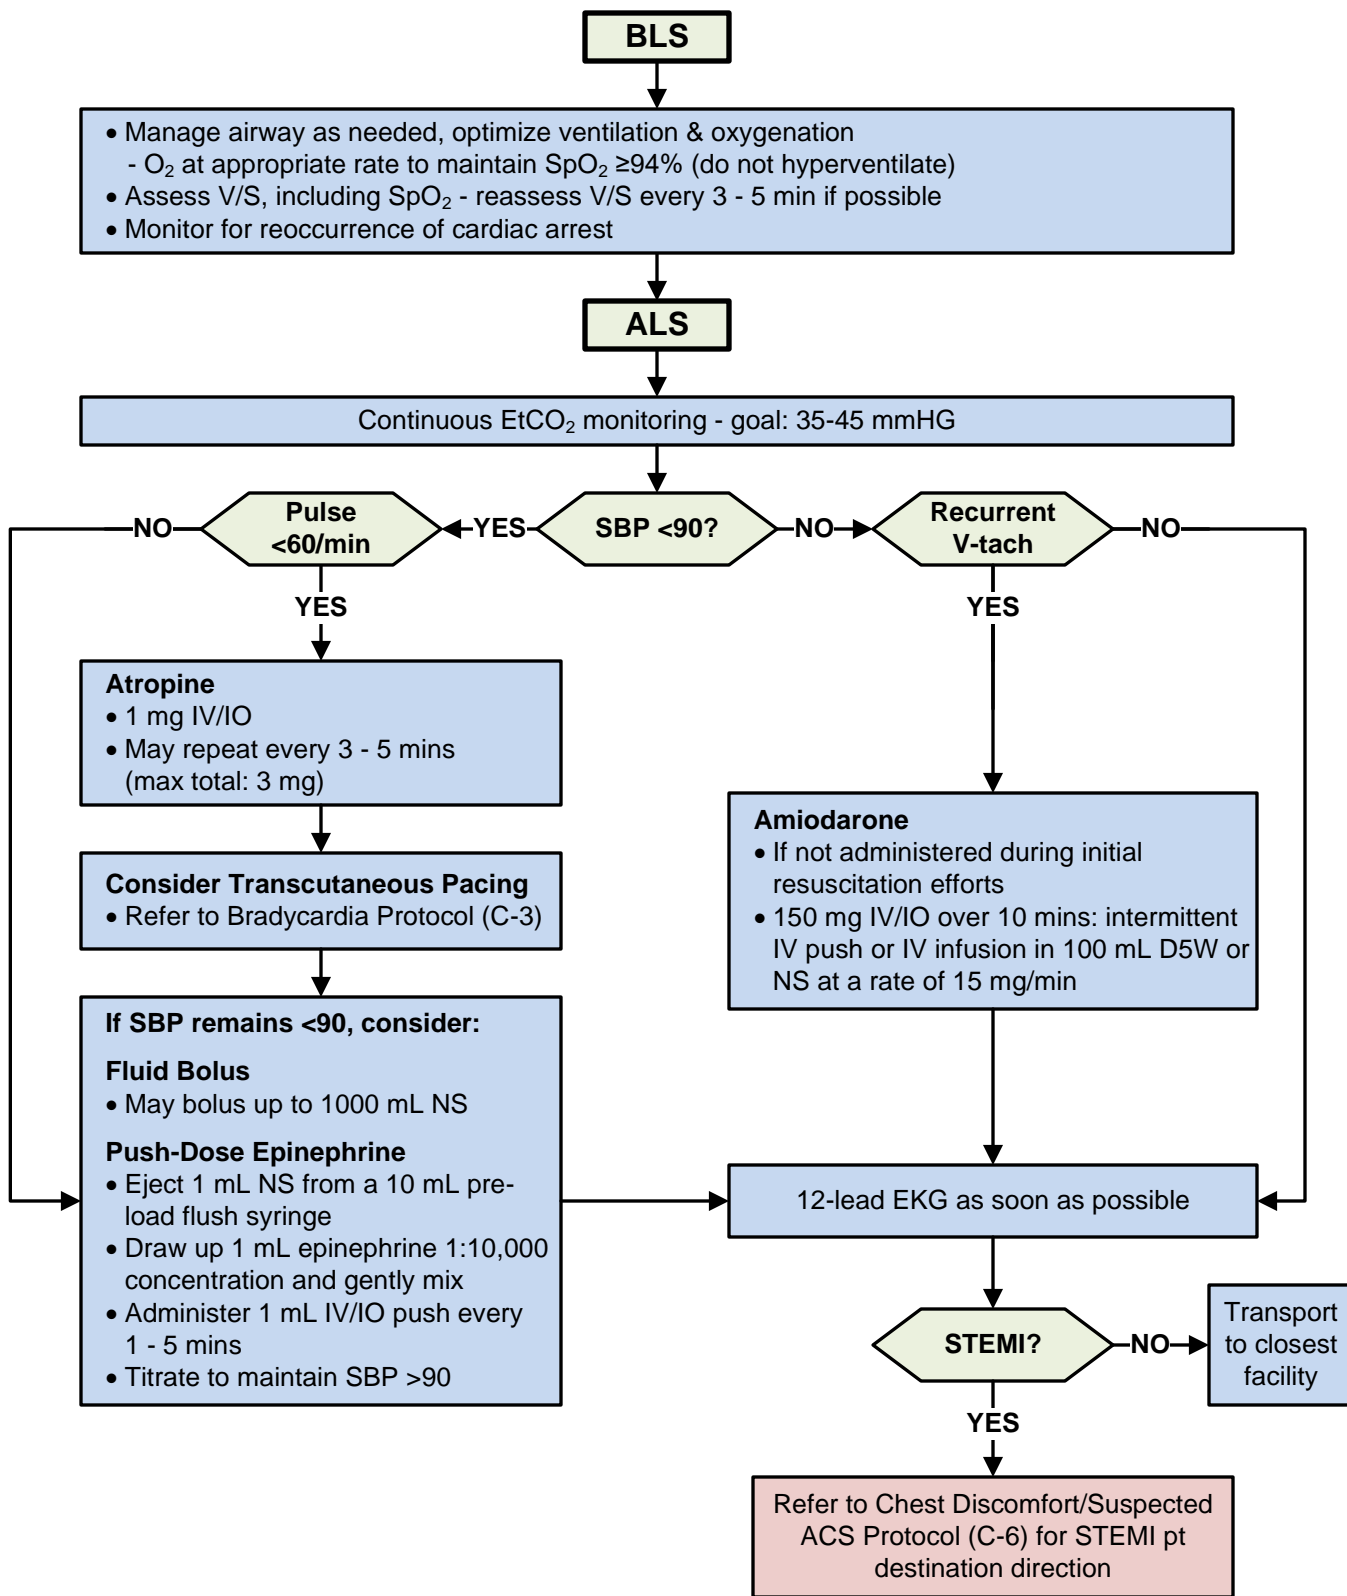 BLS
• Manage airway as needed, optimize ventilation & oxygenation
- O₂ at appropriate rate to maintain SpO₂ ≥94% (do not hyperventilate)
• Assess V/S, including SpO₂ - reassess V/S every 3 - 5 min if possible
• Monitor for reoccurrence of cardiac arrest
ALS
Continuous EtCO₂ monitoring - goal: 35-45 mmHG
NO
Pulse
<60/min
YES
SBP <90?
NO
Recurrent
V-tach
NO
YES
YES
Atropine
• 1 mg IV/IO
• May repeat every 3 - 5 mins
(max total: 3 mg)
Consider Transcutaneous Pacing
• Refer to Bradycardia Protocol (C-3)
If SBP remains <90, consider:
Fluid Bolus
• May bolus up to 1000 mL NS
Push-Dose Epinephrine
• Eject 1 mL NS from a 10 mL pre-
load flush syringe
• Draw up 1 mL epinephrine 1:10,000
concentration and gently mix
• Administer 1 mL IV/IO push every
1 - 5 mins
• Titrate to maintain SBP >90
Amiodarone
• If not administered during initial
resuscitation efforts
• 150 mg IV/IO over 10 mins: intermittent
IV push or IV infusion in 100 mL D5W or
NS at a rate of 15 mg/min
12-lead EKG as soon as possible
STEMI?
NO
Transport
to closest
facility
YES
Refer to Chest Discomfort/Suspected
ACS Protocol (C-6) for STEMI pt
destination direction